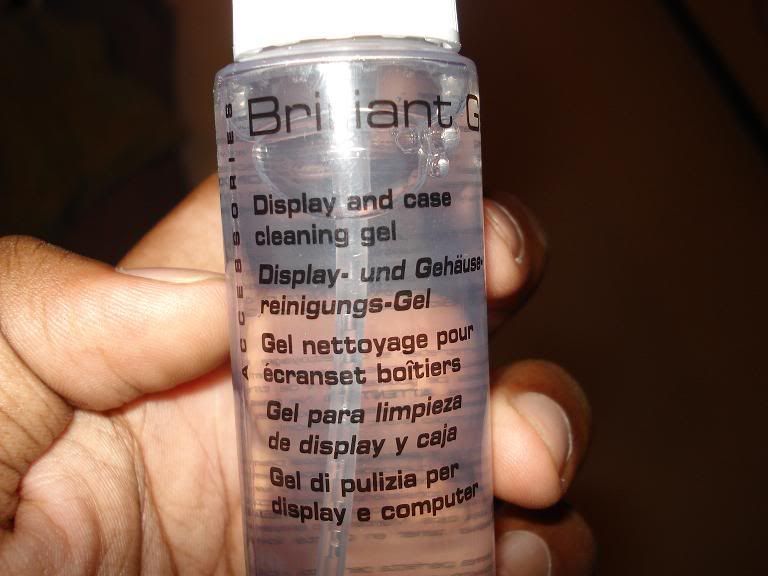 Brilliant G
Display and case
cleaning gel
Display- und Gehäuse-
reinigungs-Gel
Gel nettoyage pour
écranset boîtiers
Gel para limpieza
de display y caja
Gel di pulizia per
display e computer
ACCESSORIES